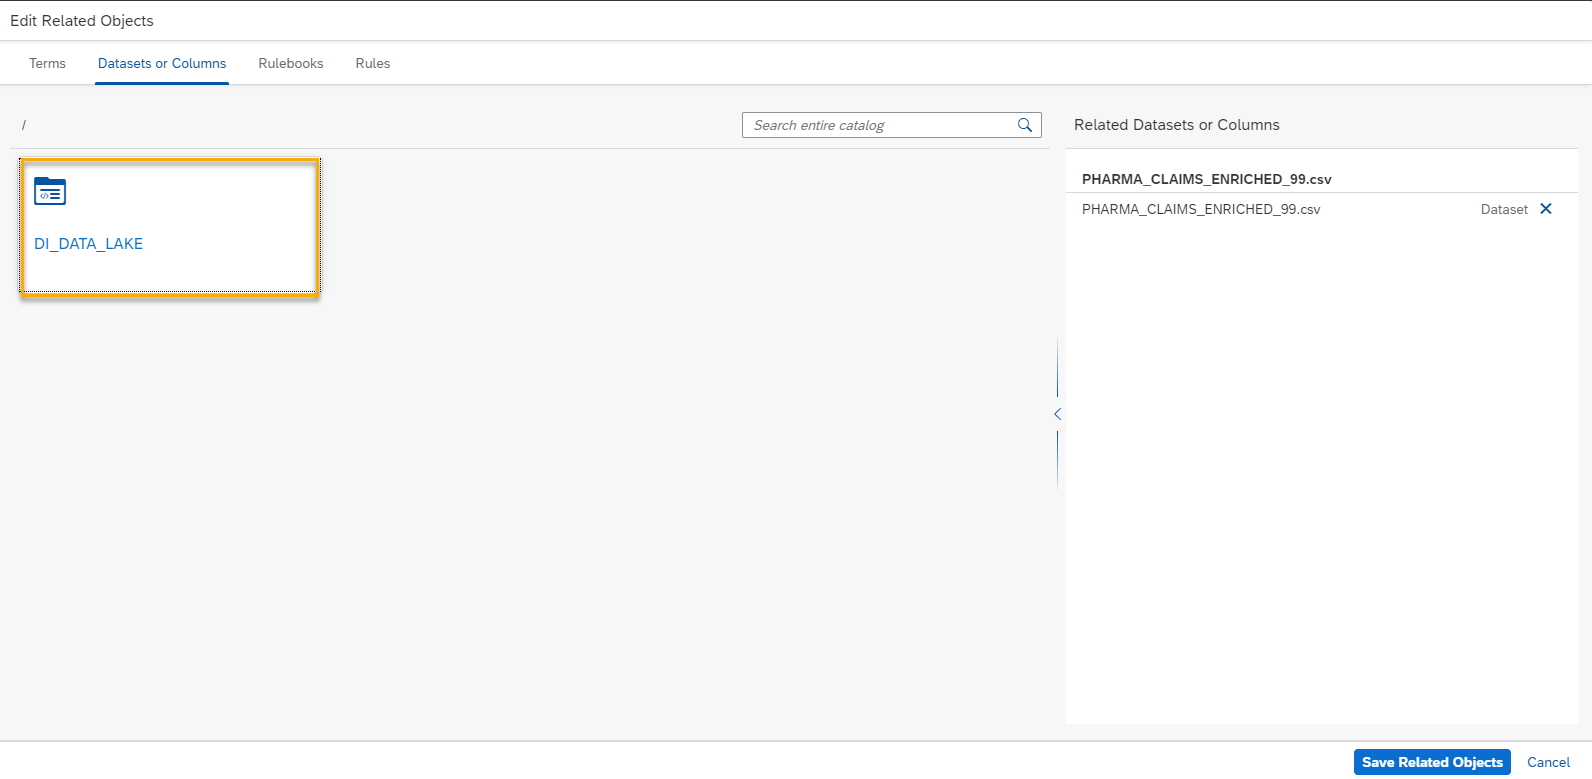 Edit Related Objects
Terms Datasets or Columns Rulebooks Rules
/
Search entire catalog
DI_DATA_LAKE
Related Datasets or Columns
PHARMA_CLAIMS_ENRICHED_99.csv
PHARMA_CLAIMS_ENRICHED_99.csv Dataset
Save Related Objects Cancel